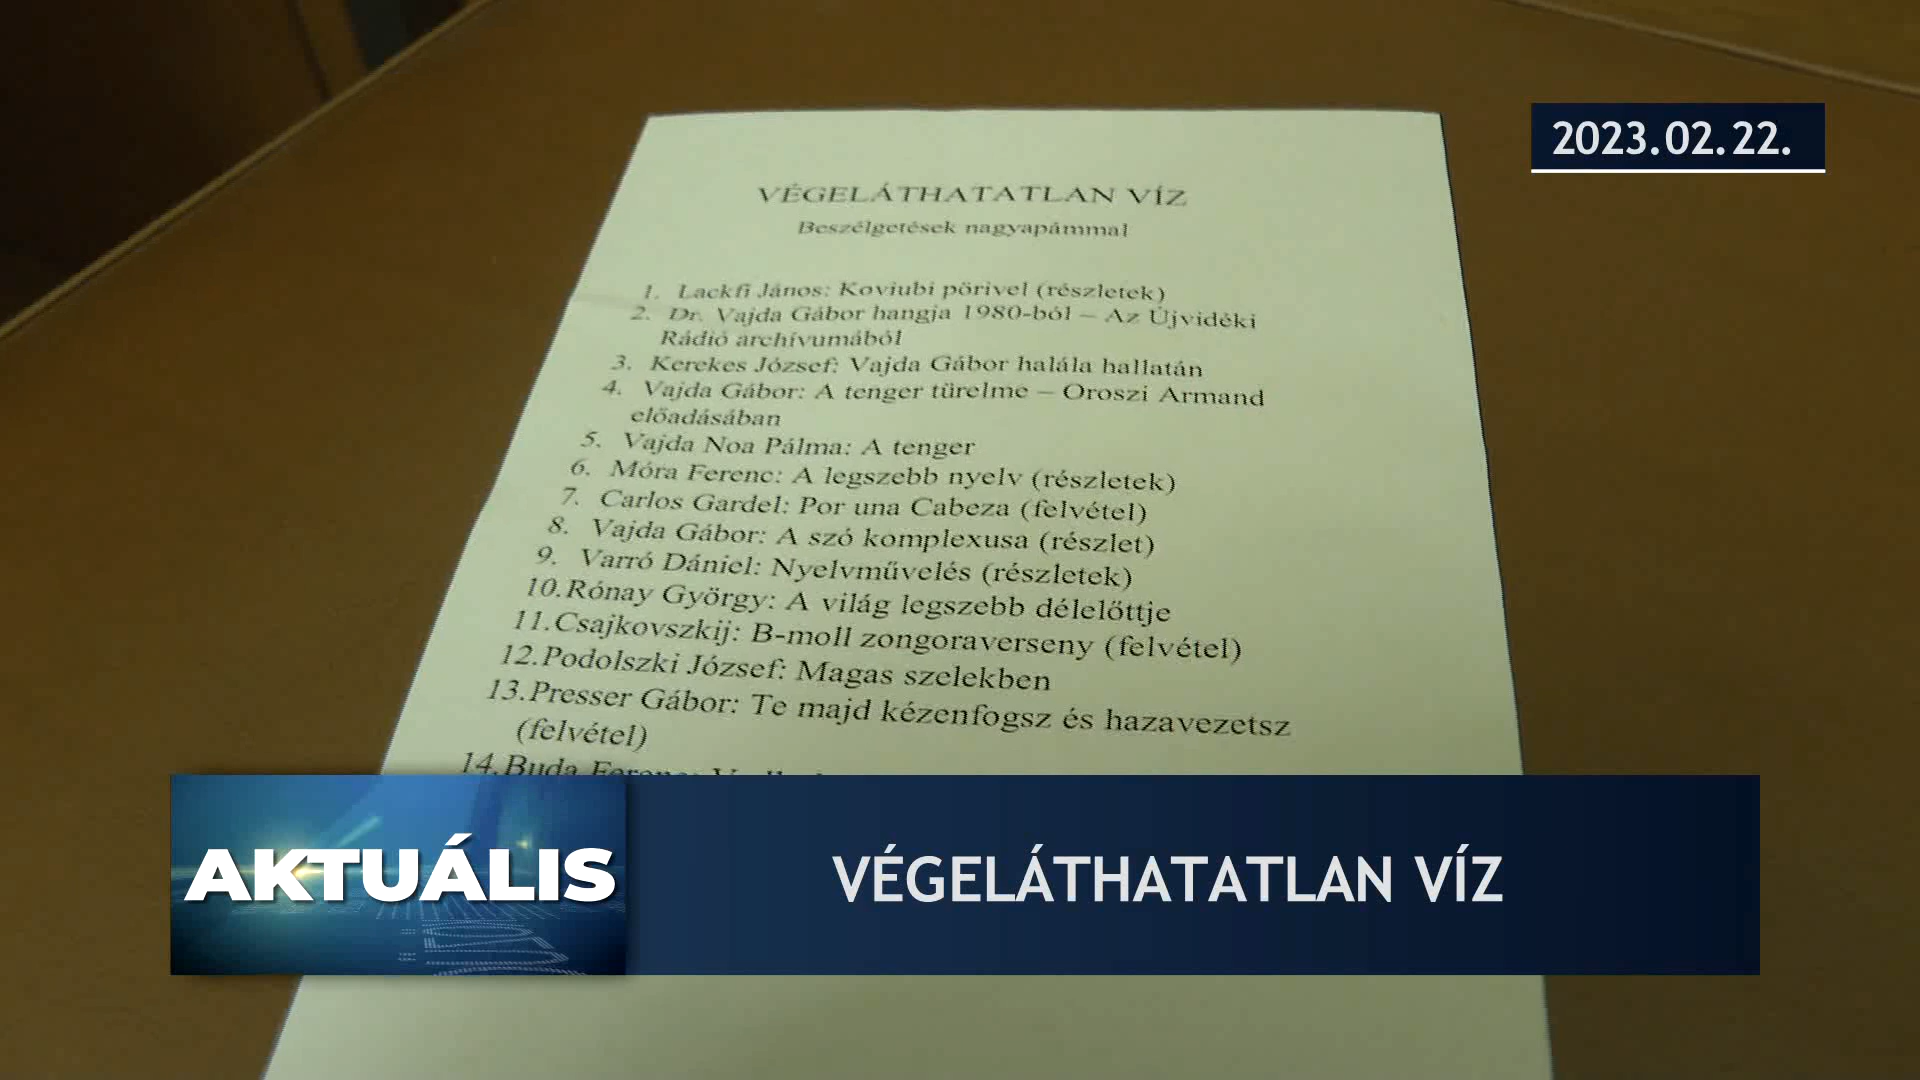 2023.02.22.
VÉGELÁTHATATLAN VÍZ
Beszélgetések nagyapámmal
1. Lackfi János: Koviubi pörivel (részletek)
2. Dr. Vajda Gábor hangja 1980-ból – Az Újvidéki
Rádió archívumából
3. Kerekes József: Vajda Gábor halála hallatán
4. Vajda Gábor: A tenger türelme – Oroszi Armand
előadásában
5. Vajda Noa Pálma: A tenger
6. Móra Ferenc: A legszebb nyelv (részletek)
7. Carlos Gardel: Por una Cabeza (felvétel)
8. Vajda Gábor: A szó komplexusa (részlet)
9. Varró Dániel: Nyelvművelés (részletek)
10. Rónay György: A világ legszebb délelőttje
11. Csajkovszkij: B-moll zongoraverseny (felvétel)
12. Podolszki József: Magas szelekben
13. Presser Gábor: Te majd kézenfogsz és hazavezetsz
(felvétel)
14. Buda Ferenc:
AKTUÁLIS
VÉGELÁTHATATLAN VÍZ